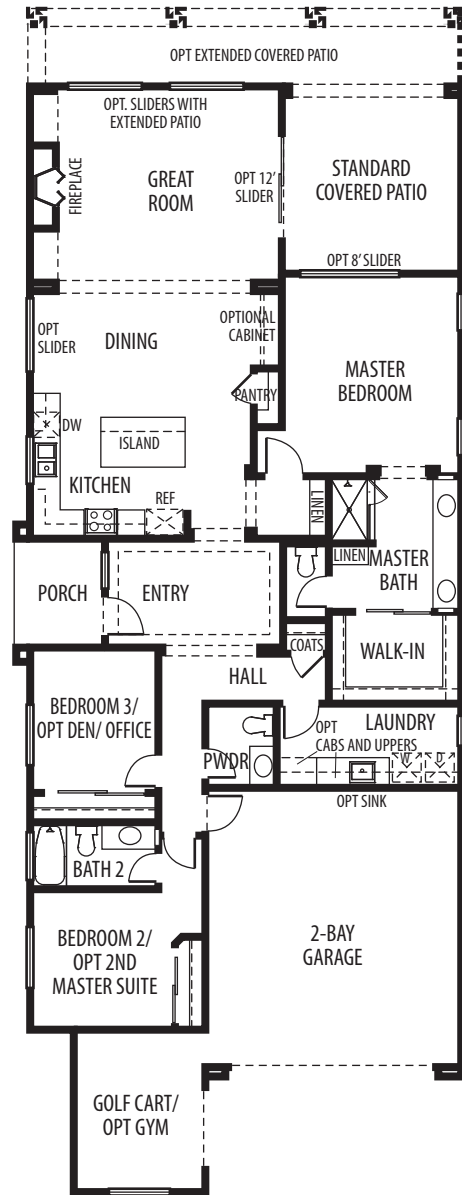 OPT EXTENDED COVERED PATIO
OPT. SLIDERS WITH
EXTENDED PATIO
FIREPLACE
GREAT
ROOM
OPT 12'
SLIDER
STANDARD
COVERED PATIO
OPT 8' SLIDER
OPT
SLIDER
DINING
OPTIONAL
CABINET
MASTER
BEDROOM
PANTRY
DW
ISLAND
KITCHEN
REF
LINEN
LINEN
MASTER
BATH
PORCH
ENTRY
COATS
WALK-IN
HALL
BEDROOM 3/
OPT DEN/ OFFICE
PWDR
LAUNDRY
OPT
CABS AND UPPERS
W
D
OPT SINK
BATH 2
BEDROOM 2/
OPT 2ND
MASTER SUITE
2-BAY
GARAGE
GOLF CART/
OPT GYM